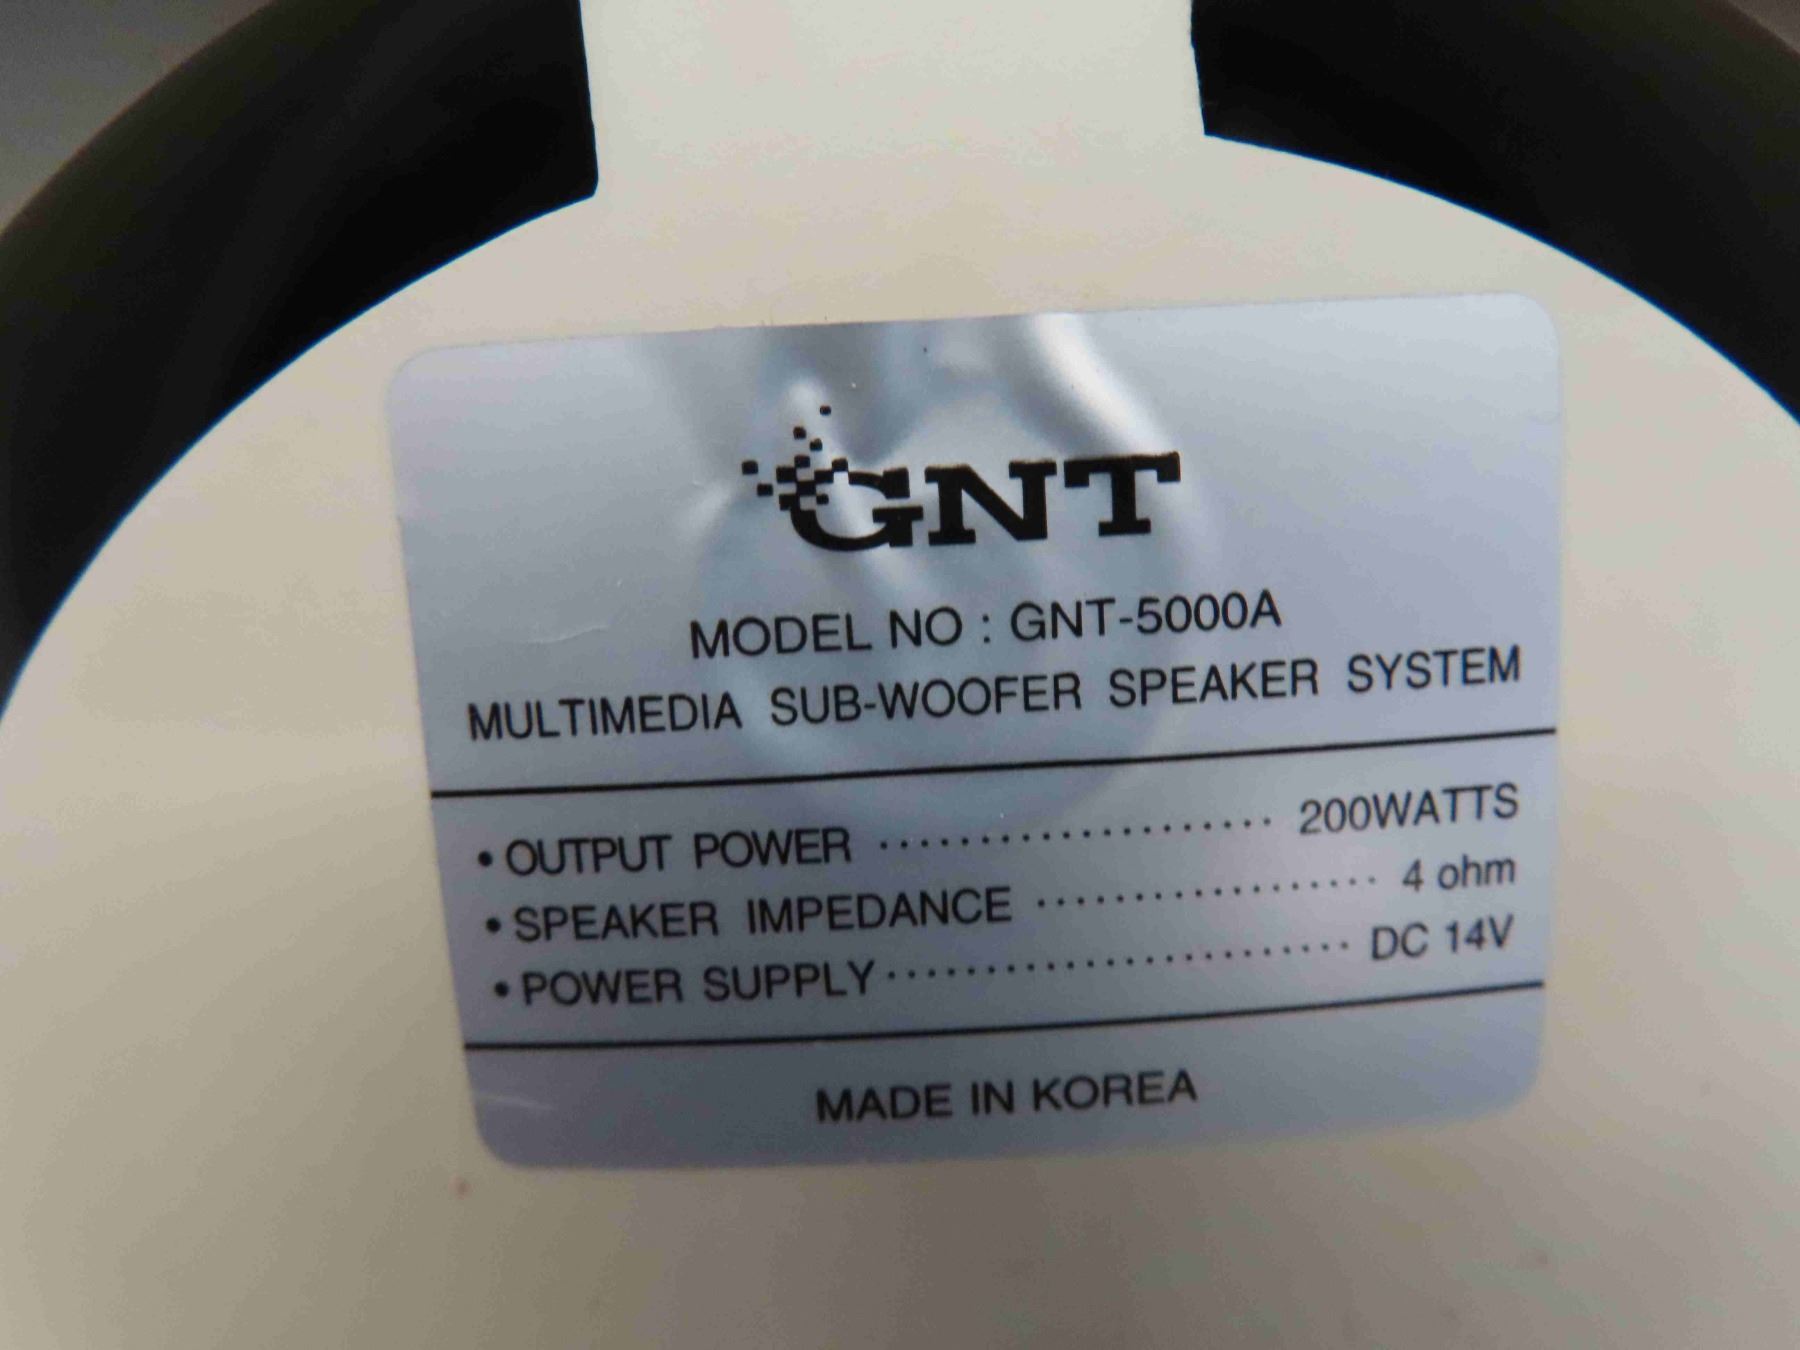 GNT
MODEL NO : GNT-5000A
MULTIMEDIA SUB-WOOFER SPEAKER SYSTEM
• OUTPUT POWER ···················· 200WATTS
• SPEAKER IMPEDANCE ·················· 4 ohm
• POWER SUPPLY ························ DC 14V
MADE IN KOREA